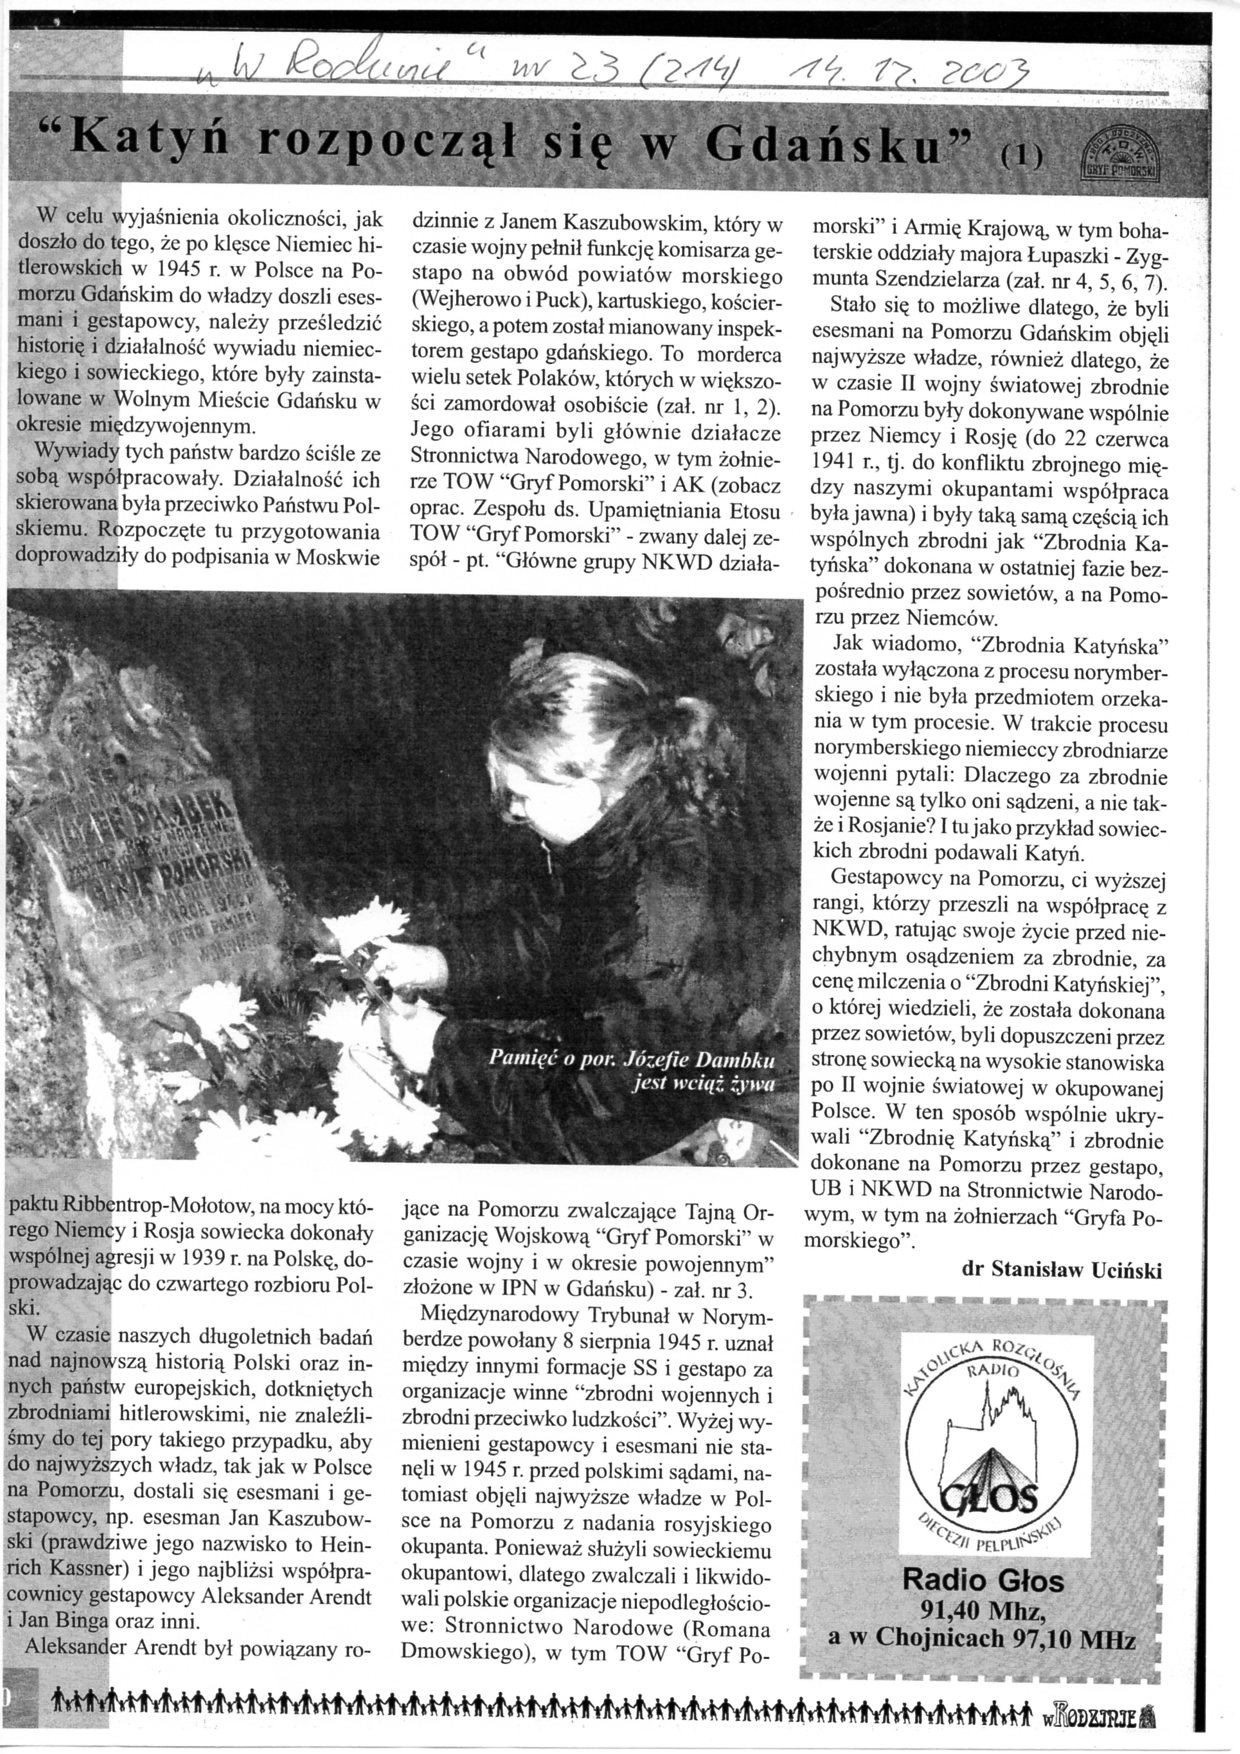 „W Rodzinie“ nr 23 (214) 14. 12. 2003
“Katyń rozpoczął się w Gdańsku” (1)
T.O.W.
GRYF POMORSKI
W celu wyjaśnienia okoliczności, jak
doszło do tego, że po klęsce Niemiec hi-
tlerowskich w 1945 r. w Polsce na Po-
morzu Gdańskim do władzy doszli eses-
mani i gestapowcy, należy prześledzić
historię i działalność wywiadu niemiec-
kiego i sowieckiego, które były zainsta-
lowane w Wolnym Mieście Gdańsku w
okresie międzywojennym.
Wywiady tych państw bardzo ściśle ze
sobą współpracowały. Działalność ich
skierowana była przeciwko Państwu Pol-
skiemu. Rozpoczęte tu przygotowania
doprowadziły do podpisania w Moskwie
paktu Ribbentrop-Mołotow, na mocy któ-
rego Niemcy i Rosja sowiecka dokonały
wspólnej agresji w 1939 r. na Polskę, do-
prowadzając do czwartego rozbioru Pol-
ski.
W czasie naszych długoletnich badań
nad najnowszą historią Polski oraz in-
nych państw europejskich, dotkniętych
zbrodniami hitlerowskimi, nie znaleźli-
śmy do tej pory takiego przypadku, aby
do najwyższych władz, tak jak w Polsce
na Pomorzu, dostali się esesmani i ge-
stapowcy, np. esesman Jan Kaszubow-
ski (prawdziwe jego nazwisko to Hein-
rich Kassner) i jego najbliżsi współpra-
cownicy gestapowcy Aleksander Arendt
i Jan Binga oraz inni.
Aleksander Arendt był powiązany ro-
dzinnie z Janem Kaszubowskim, który w
czasie wojny pełnił funkcję komisarza ge-
stapo na obwód powiatów morskiego
(Wejherowo i Puck), kartuskiego, kościer-
skiego, a potem został mianowany inspek-
torem gestapo gdańskiego. To morderca
wielu setek Polaków, których w większo-
ści zamordował osobiście (zał. nr 1, 2).
Jego ofiarami byli głównie działacze
Stronnictwa Narodowego, w tym żołnie-
rze TOW “Gryf Pomorski” i AK (zobacz
oprac. Zespołu ds. Upamiętniania Etosu
TOW “Gryf Pomorski” - zwany dalej ze-
spół - pt. “Główne grupy NKWD działa-
jące na Pomorzu zwalczające Tajną Or-
ganizację Wojskową “Gryf Pomorski” w
czasie wojny i w okresie powojennym”
złożone w IPN w Gdańsku) - zał. nr 3.
Międzynarodowy Trybunał w Norym-
berdze powołany 8 sierpnia 1945 r. uznał
między innymi formacje SS i gestapo za
organizacje winne “zbrodni wojennych i
zbrodni przeciwko ludzkości”. Wyżej wy-
mienieni gestapowcy i esesmani nie sta-
nęli w 1945 r. przed polskimi sądami, na-
tomiast objęli najwyższe władze w Pol-
sce na Pomorzu z nadania rosyjskiego
okupanta. Ponieważ służyli sowieckiemu
okupantowi, dlatego zwalczali i likwido-
wali polskie organizacje niepodległościo-
we: Stronnictwo Narodowe (Romana
Dmowskiego), w tym TOW “Gryf Po-
morski” i Armię Krajową, w tym boha-
terskie oddziały majora Łupaszki - Zyg-
munta Szendzielarza (zał. nr 4, 5, 6, 7).
Stało się to możliwe dlatego, że byli
esesmani na Pomorzu Gdańskim objęli
najwyższe władze, również dlatego, że
w czasie II wojny światowej zbrodnie
na Pomorzu były dokonywane wspólnie
przez Niemcy i Rosję (do 22 czerwca
1941 r., tj. do konfliktu zbrojnego mię-
dzy naszymi okupantami współpraca
była jawna) i były taką samą częścią ich
wspólnych zbrodni jak “Zbrodnia Ka-
tyńska” dokonana w ostatniej fazie bez-
pośrednio przez sowietów, a na Pomo-
rzu przez Niemców.
Jak wiadomo, “Zbrodnia Katyńska”
została wyłączona z procesu norymber-
skiego i nie była przedmiotem orzeka-
nia w tym procesie. W trakcie procesu
norymberskiego niemieccy zbrodniarze
wojenni pytali: Dlaczego za zbrodnie
wojenne są tylko oni sądzeni, a nie tak-
że i Rosjanie? I tu jako przykład sowiec-
kich zbrodni podawali Katyń.
Gestapowcy na Pomorzu, ci wyższej
rangi, którzy przeszli na współpracę z
NKWD, ratując swoje życie przed nie-
chybnym osądzeniem za zbrodnie, za
cenę milczenia o “Zbrodni Katyńskiej”,
o której wiedzieli, że została dokonana
przez sowietów, byli dopuszczeni przez
stronę sowiecką na wysokie stanowiska
po II wojnie światowej w okupowanej
Polsce. W ten sposób wspólnie ukry-
wali “Zbrodnię Katyńską” i zbrodnie
dokonane na Pomorzu przez gestapo,
UB i NKWD na Stronnictwie Narodo-
wym, w tym na żołnierzach “Gryfa Po-
morskiego”.
dr Stanisław Uciński
DAMBEK
GRYF POMORSKI
Pamięć o por. Józefie Dambku
jest wciąż żywa
KATOLICKA ROZGŁOŚNIA
RADIO
GŁOS
DIECEZJI PELPLIŃSKIEJ
Radio Głos
91,40 Mhz,
a w Chojnicach 97,10 MHz
0
wRODZINIE